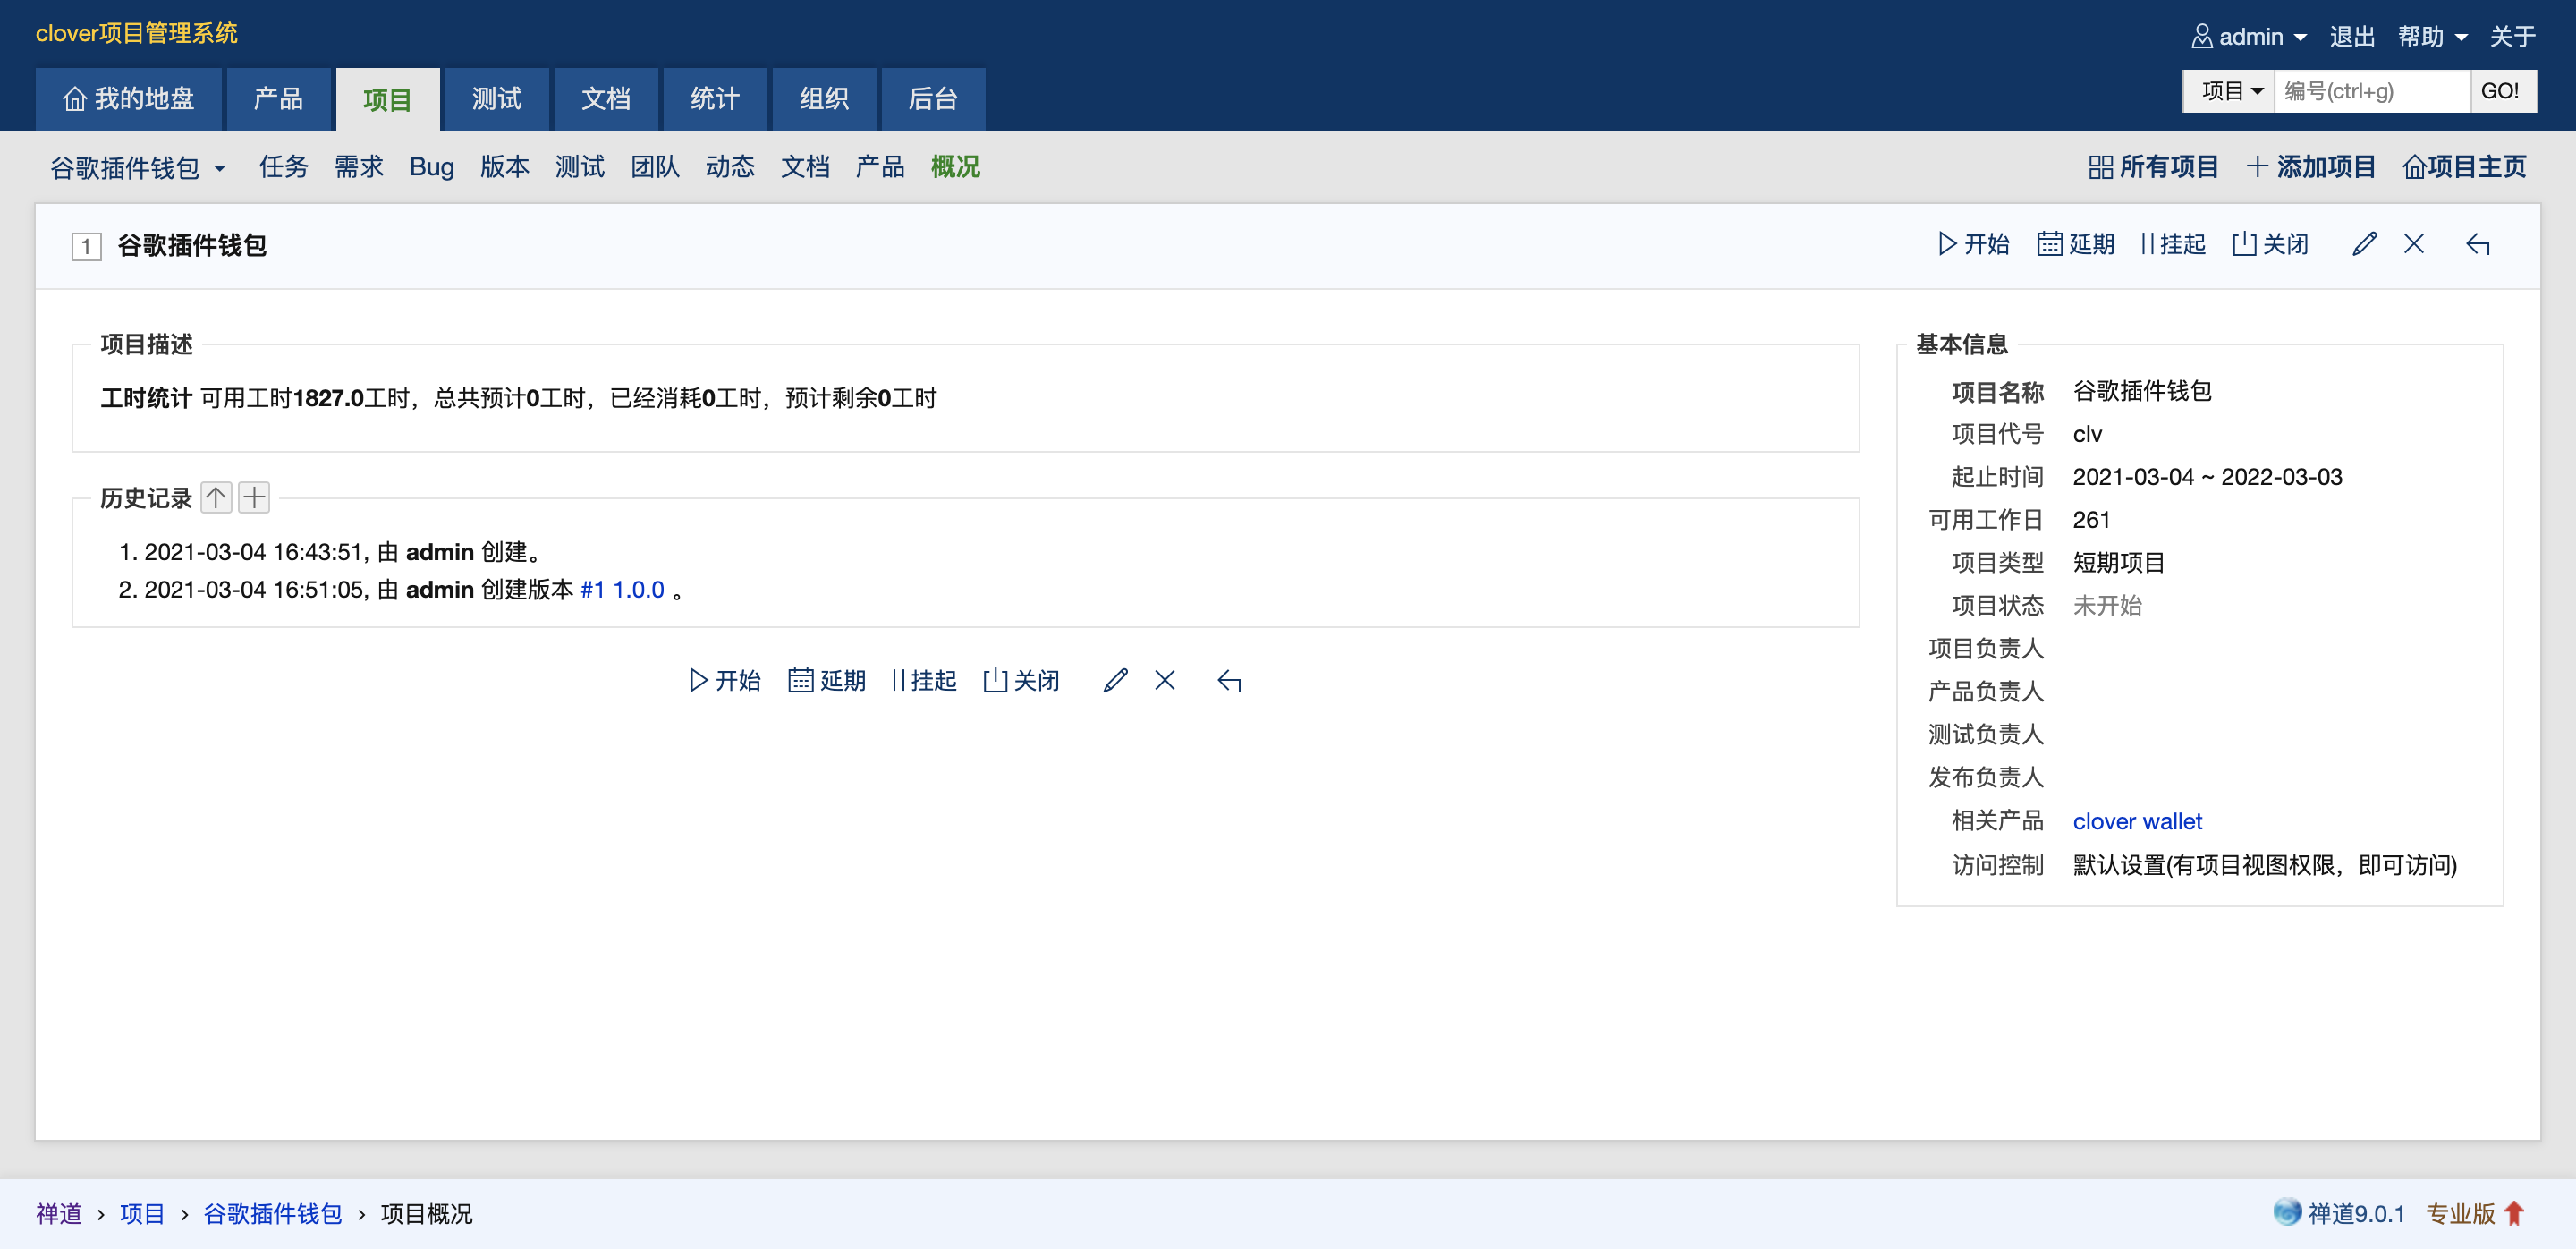 clover项目管理系统
admin 退出 帮助 关于
我的地盘 产品 项目 测试 文档 统计 组织 后台
项目 编号(ctrl+g) GO!
谷歌插件钱包 任务 需求 Bug 版本 测试 团队 动态 文档 产品 概况
所有项目 添加项目 项目主页
1 谷歌插件钱包
开始 延期 挂起 关闭
项目描述
工时统计 可用工时1827.0工时，总共预计0工时，已经消耗0工时，预计剩余0工时
历史记录
1. 2021-03-04 16:43:51, 由 admin 创建。
2. 2021-03-04 16:51:05, 由 admin 创建版本 #1 1.0.0 。
开始 延期 挂起 关闭
基本信息
项目名称 谷歌插件钱包
项目代号 clv
起止时间 2021-03-04 ~ 2022-03-03
可用工作日 261
项目类型 短期项目
项目状态 未开始
项目负责人
产品负责人
测试负责人
发布负责人
相关产品 clover wallet
访问控制 默认设置(有项目视图权限，即可访问)
禅道 › 项目 › 谷歌插件钱包 › 项目概况
禅道9.0.1 专业版